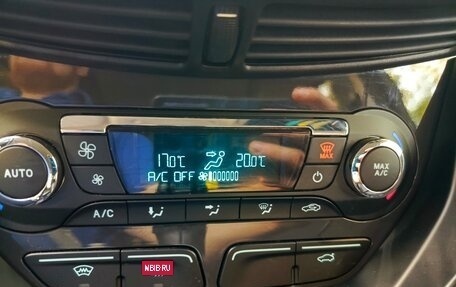 17.0°C 20.0°C
MAX
A/C OFF
AUTO
MAX
A/C
A/C
NBIB RU